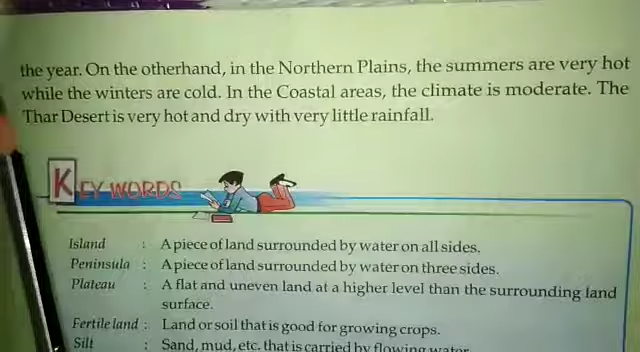 the year. On the otherhand, in the Northern Plains, the summers are very hot
while the winters are cold. In the Coastal areas, the climate is moderate. The
Thar Desert is very hot and dry with very little rainfall.
KEY WORDS
Island : A piece of land surrounded by water on all sides.
Peninsula : A piece of land surrounded by water on three sides.
Plateau : A flat and uneven land at a higher level than the surrounding land
surface.
Fertile land : Land or soil that is good for growing crops.
Silt : Sand, mud, etc. that is carried by flowing water